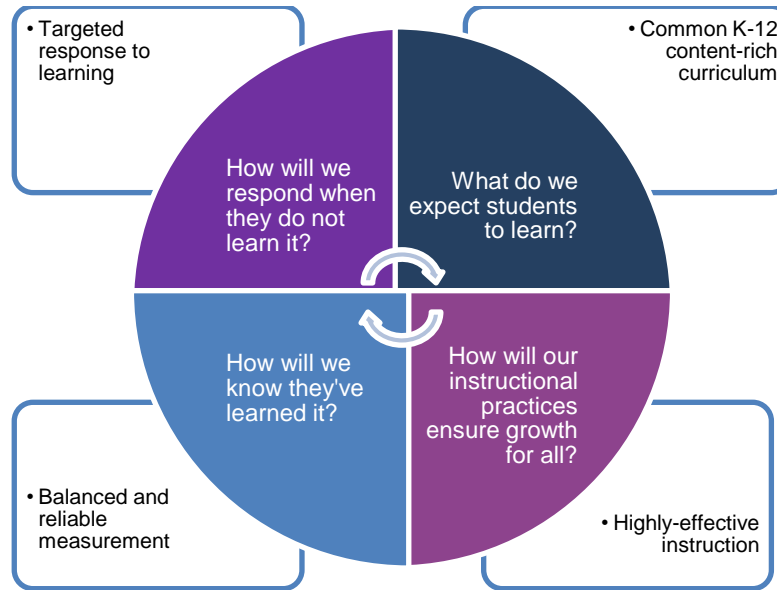 • Targeted
response to
learning
• Common K-12
content-rich
curriculum
How will we
respond when
they do not
learn it?
What do we
expect students
to learn?
How will we
know they've
learned it?
How will our
instructional
practices
ensure growth
for all?
• Balanced and
reliable
measurement
• Highly-effective
instruction